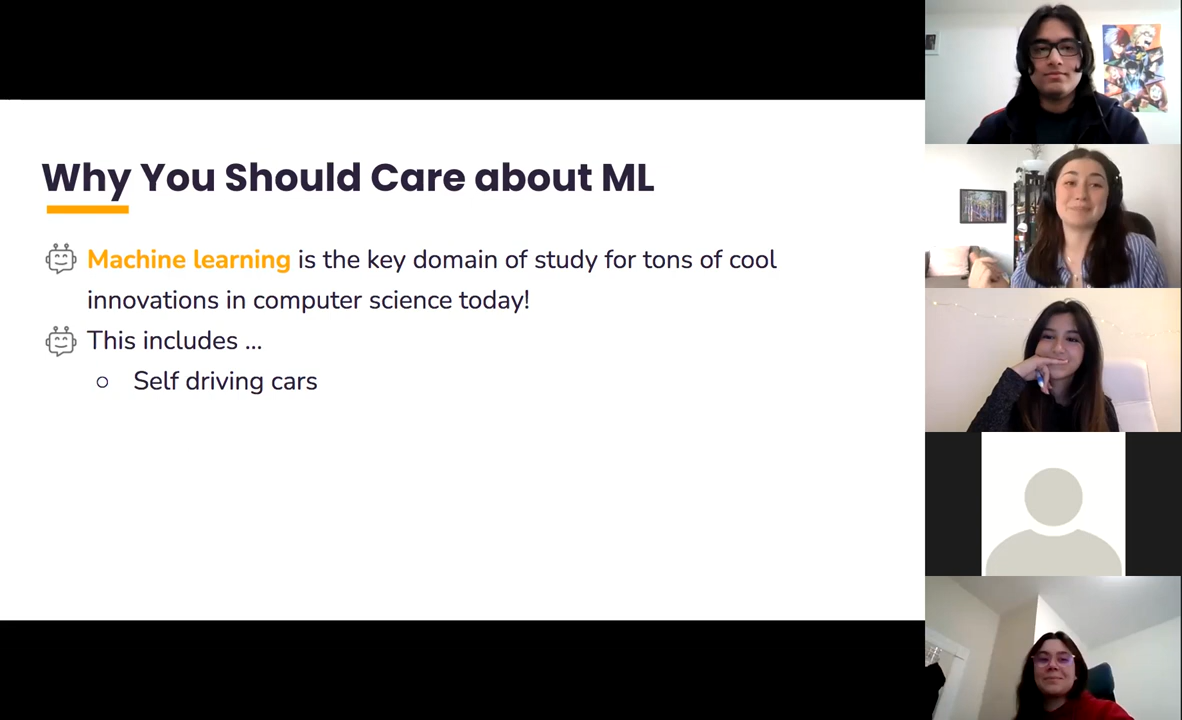 Why You Should Care about ML
Machine learning is the key domain of study for tons of cool
innovations in computer science today!
This includes ...
Self driving cars